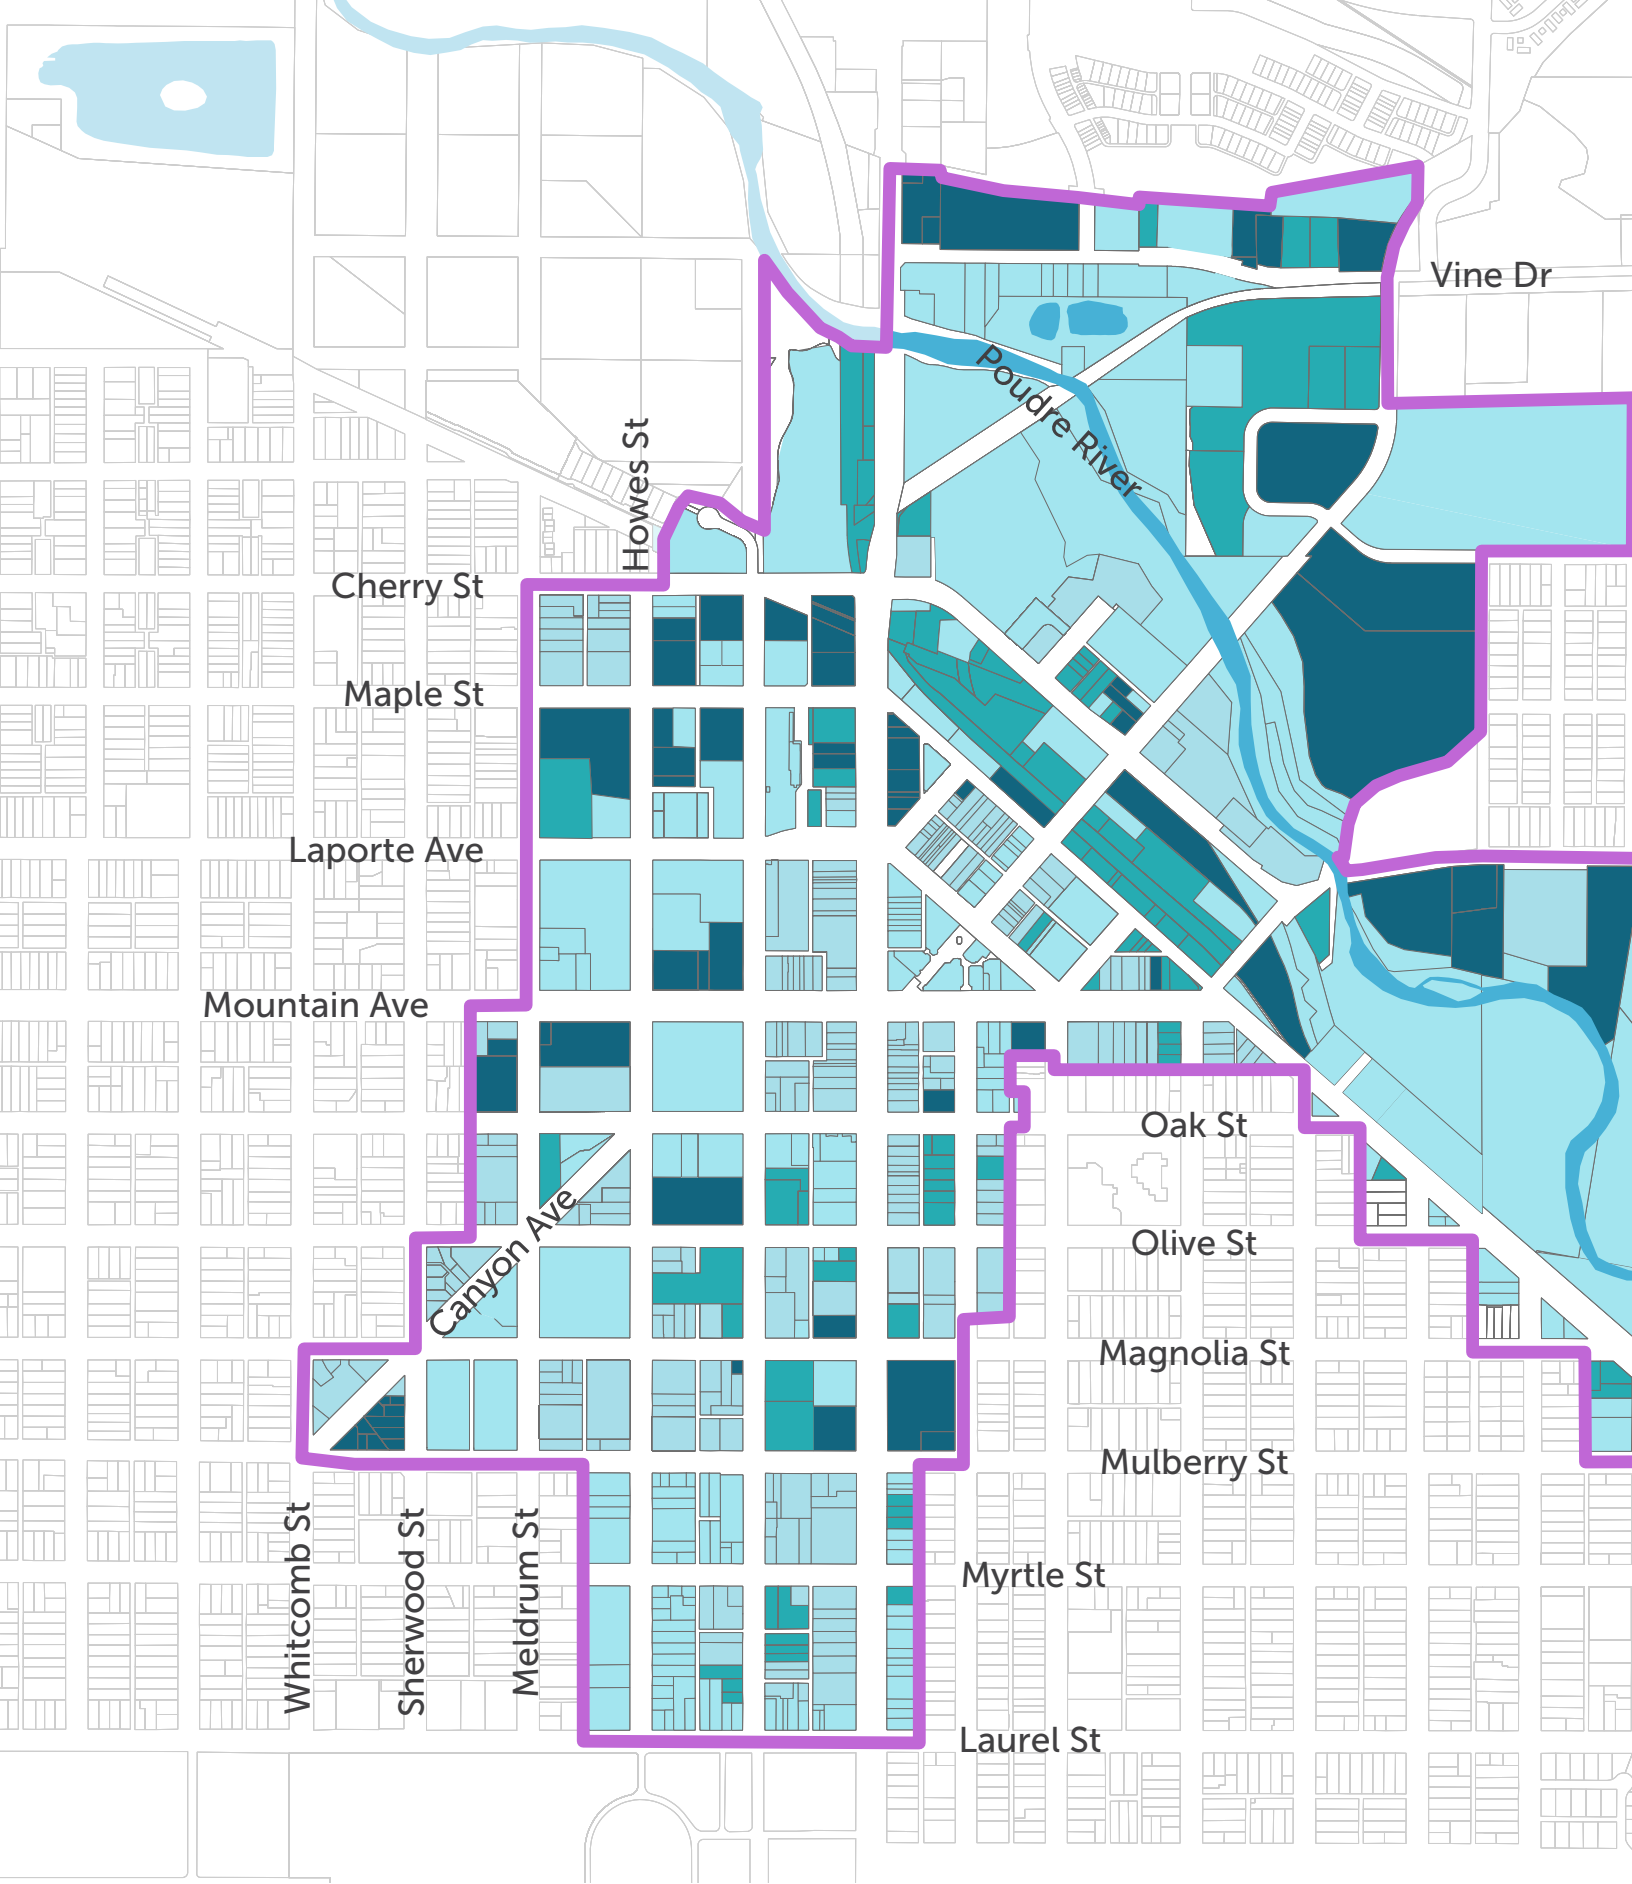 Vine Dr
Poudre River
Howes St
Cherry St
Maple St
Laporte Ave
Mountain Ave
Oak St
Canyon Ave
Olive St
Magnolia St
Mulberry St
Whitcomb St
Sherwood St
Meldrum St
Myrtle St
Laurel St